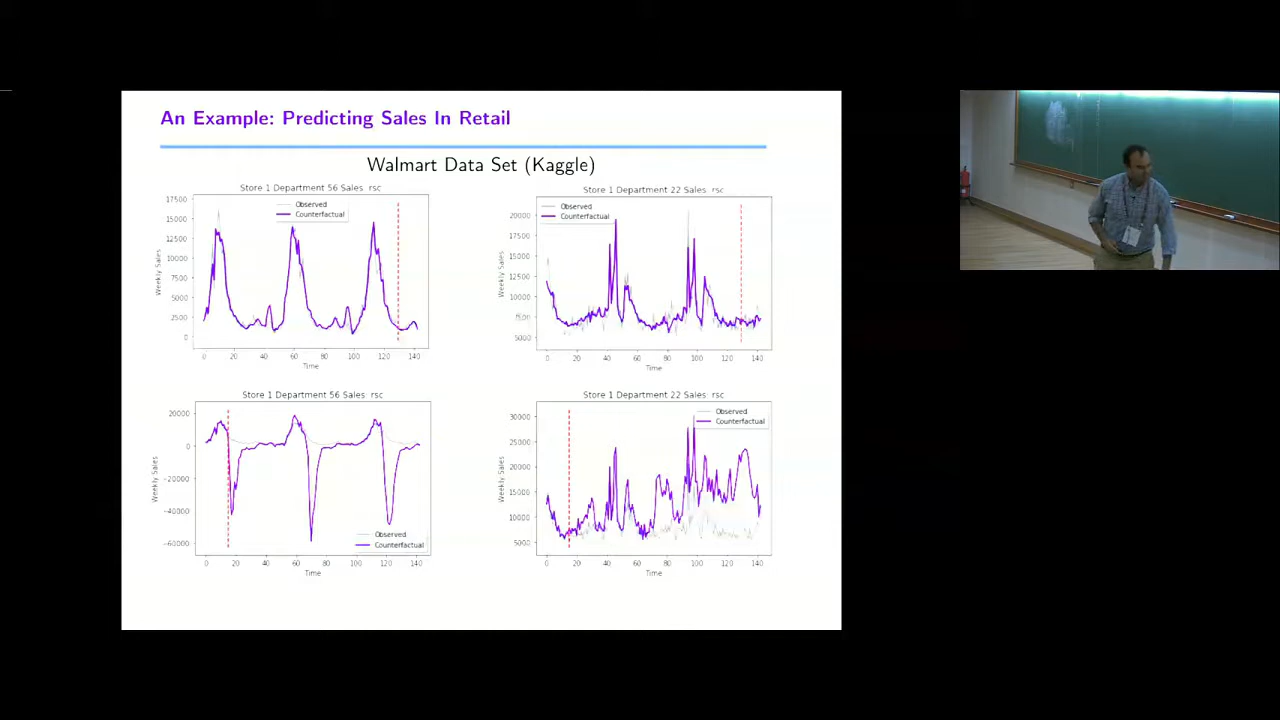 An Example: Predicting Sales In Retail
Walmart Data Set (Kaggle)
Store 1 Department 56 Sales rsc
Observed
Counterfactual
Weekly Sales
17500
15000
12500
10000
7500
5000
2500
0
0 20 40 60 80 100 120 140
Time
Store 1 Department 22 Sales rsc
Observed
Counterfactual
Weekly Sales
20000
17500
15000
12500
10000
7500
5000
0 20 40 60 80 100 120 140
Time
Store 1 Department 56 Sales rsc
Observed
Counterfactual
Weekly Sales
20000
0
−20000
−40000
−60000
0 20 40 60 80 100 120 140
Time
Store 1 Department 22 Sales rsc
Observed
Counterfactual
Weekly Sales
30000
25000
20000
15000
10000
5000
0 20 40 60 80 100 120 140
Time